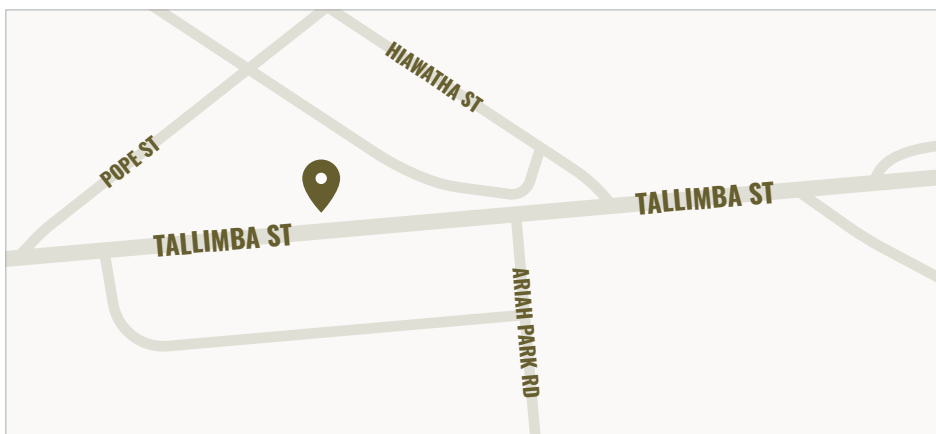 HIAWATHA ST
POPE ST
TALLIMBA ST
TALLIMBA ST
ARIAH PARK RD